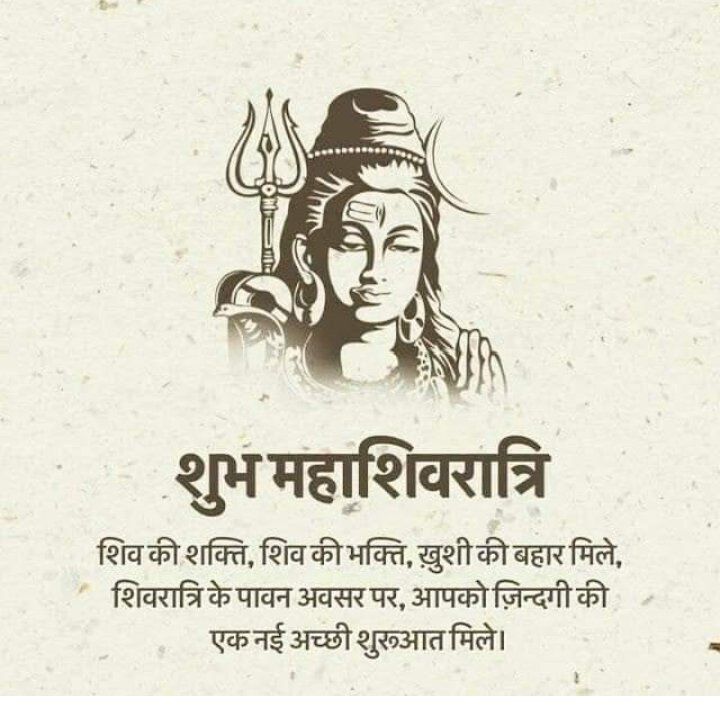 शुभ महाशिवरात्रि
शिव की शक्ति, शिव की भक्ति, ख़ुशी की बहार मिले,
शिवरात्रि के पावन अवसर पर, आपको ज़िन्दगी की
एक नई अच्छी शुरूआत मिले।